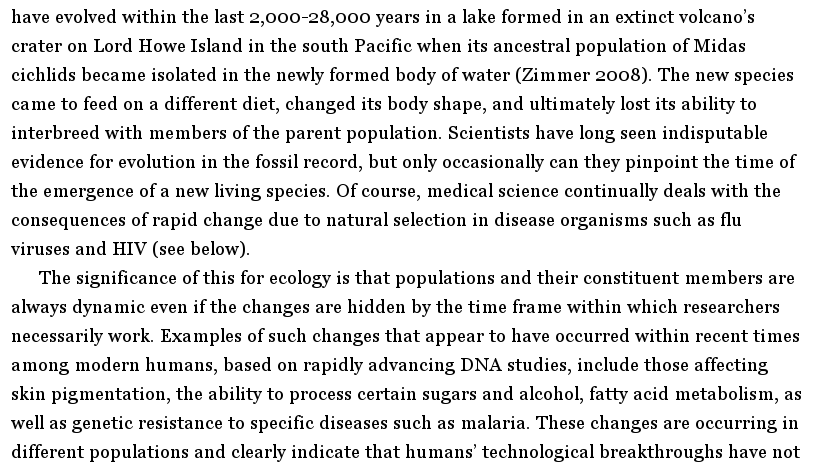 have evolved within the last 2,000-28,000 years in a lake formed in an extinct volcano’s
crater on Lord Howe Island in the south Pacific when its ancestral population of Midas
cichlids became isolated in the newly formed body of water (Zimmer 2008). The new species
came to feed on a different diet, changed its body shape, and ultimately lost its ability to
interbreed with members of the parent population. Scientists have long seen indisputable
evidence for evolution in the fossil record, but only occasionally can they pinpoint the time of
the emergence of a new living species. Of course, medical science continually deals with the
consequences of rapid change due to natural selection in disease organisms such as flu
viruses and HIV (see below).
The significance of this for ecology is that populations and their constituent members are
always dynamic even if the changes are hidden by the time frame within which researchers
necessarily work. Examples of such changes that appear to have occurred within recent times
among modern humans, based on rapidly advancing DNA studies, include those affecting
skin pigmentation, the ability to process certain sugars and alcohol, fatty acid metabolism, as
well as genetic resistance to specific diseases such as malaria. These changes are occurring in
different populations and clearly indicate that humans’ technological breakthroughs have not